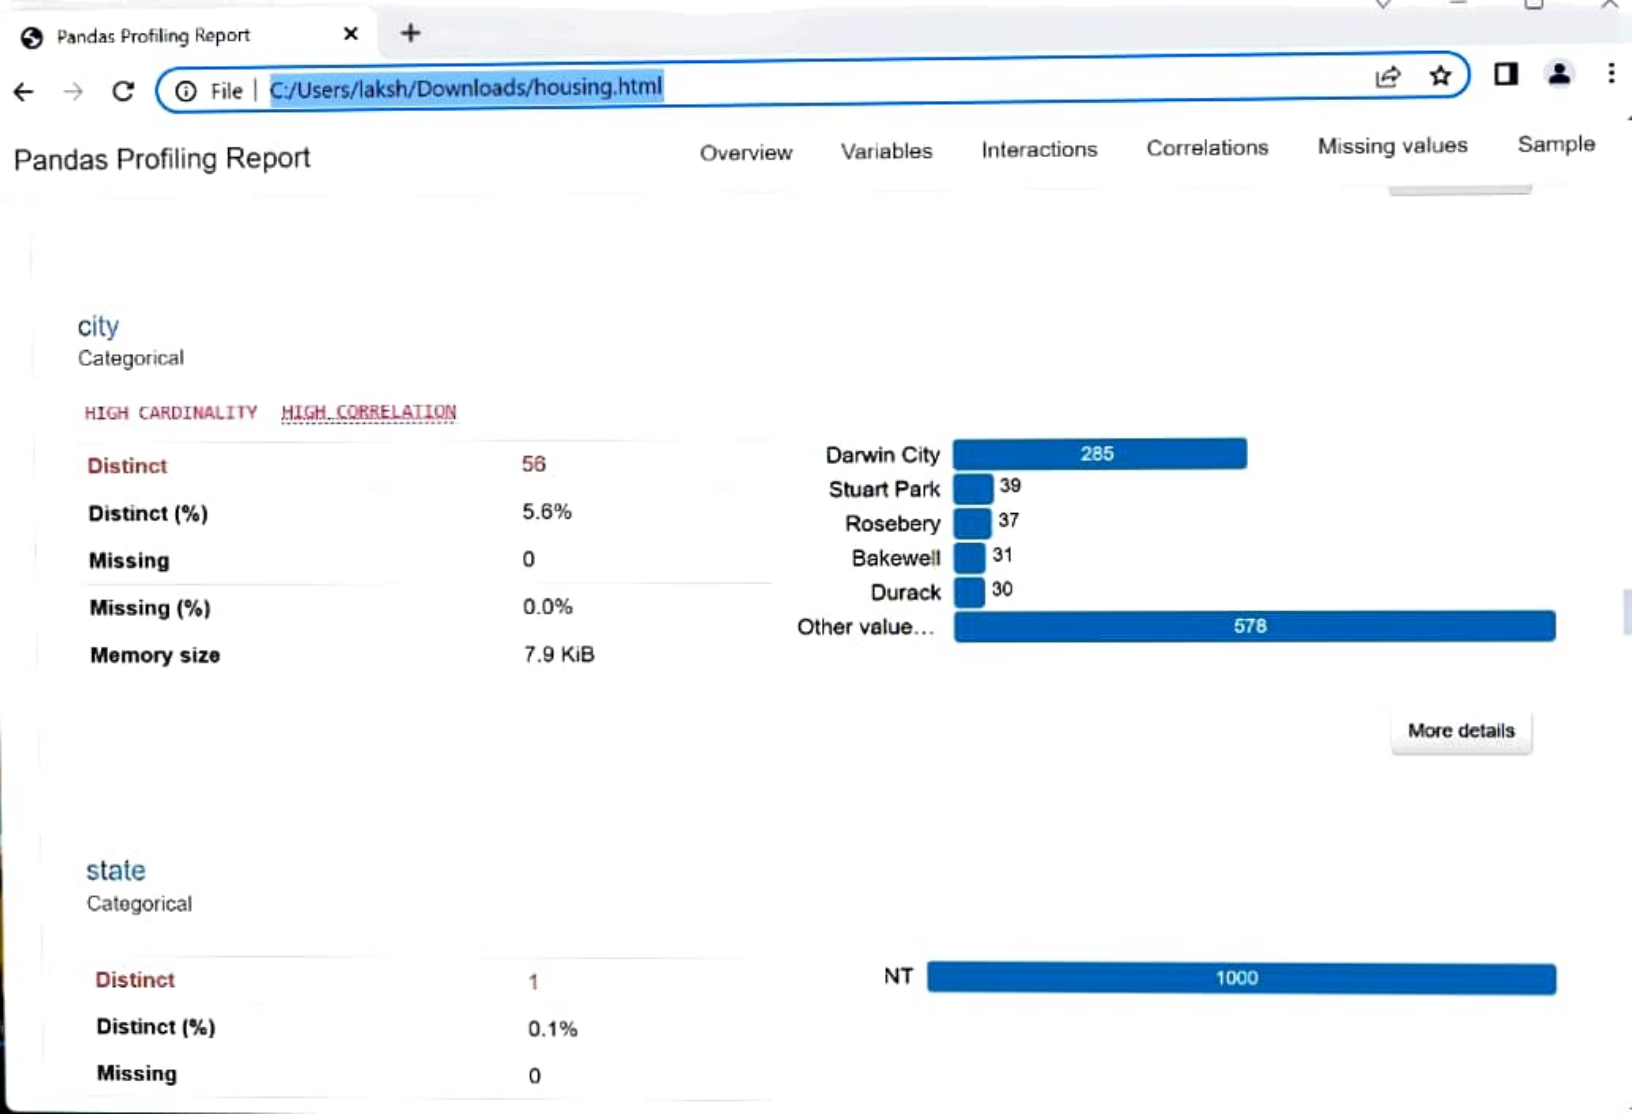 Pandas Profiling Report
File | C:/Users/laksh/Downloads/housing.html
Pandas Profiling Report Overview Variables Interactions Correlations Missing values Sample
city
Categorical
HIGH CARDINALITY HIGH CORRELATION
Distinct 56
Distinct (%) 5.6%
Missing 0
Missing (%) 0.0%
Memory size 7.9 KiB
Darwin City 285
Stuart Park 39
Rosebery 37
Bakewell 31
Durack 30
Other value... 578
More details
state
Categorical
Distinct 1
Distinct (%) 0.1%
Missing 0
NT 1000